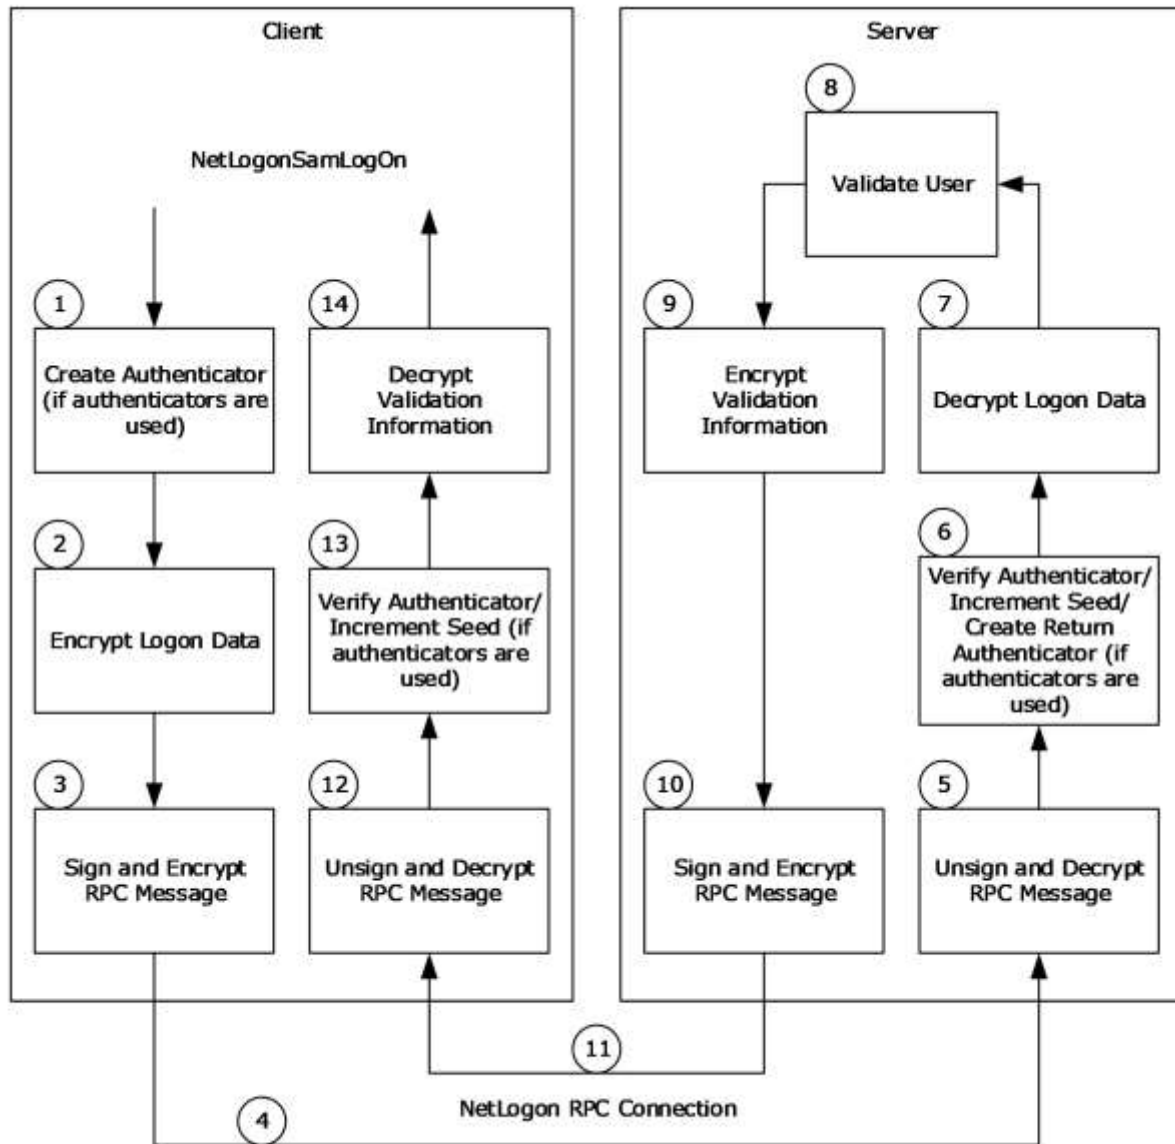 Client
NetLogonSamLogOn
1
Create Authenticator
(if authenticators are
used)
2
Encrypt Logon Data
3
Sign and Encrypt
RPC Message
14
Decrypt
Validation
Information
13
Verify Authenticator/
Increment Seed (if
authenticators are
used)
12
Unsign and Decrypt
RPC Message
Server
8
Validate User
9
Encrypt
Validation
Information
10
Sign and Encrypt
RPC Message
7
Decrypt Logon Data
6
Verify Authenticator/
Increment Seed/
Create Return
Authenticator (if
authenticators are
used)
5
Unsign and Decrypt
RPC Message
11
NetLogon RPC Connection
4